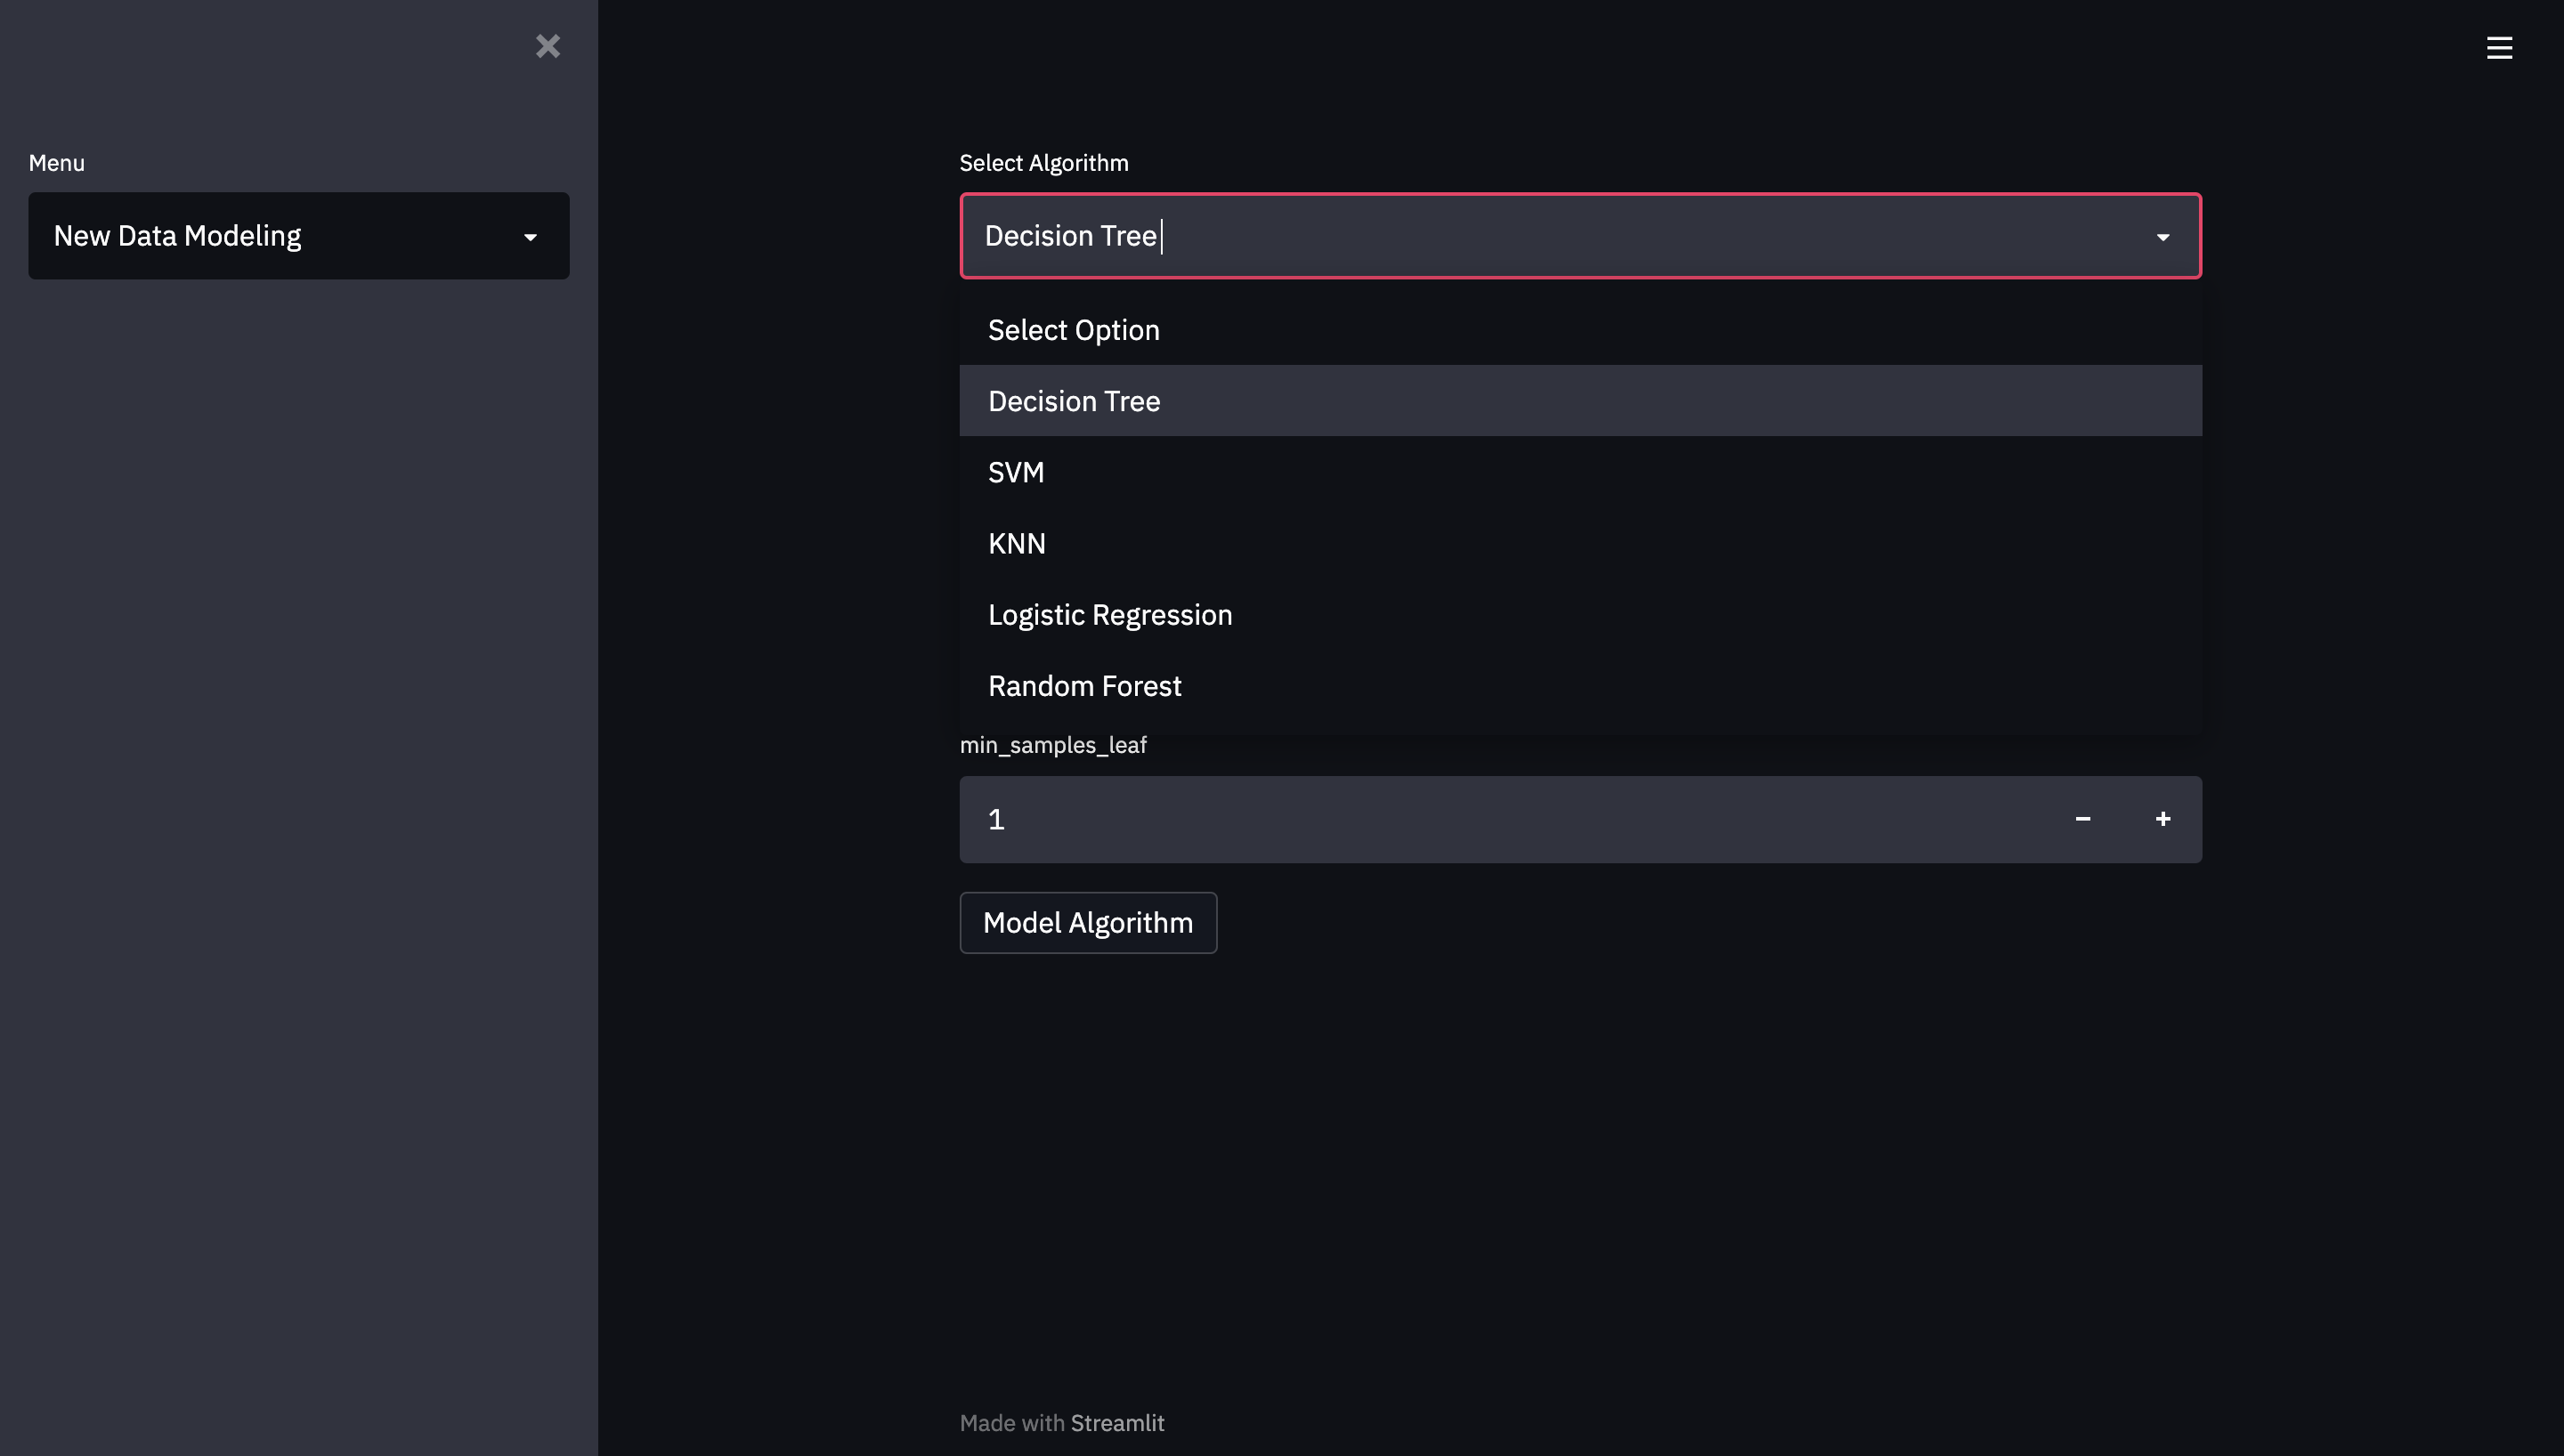 Menu
New Data Modeling
Select Algorithm
Decision Tree
Select Option
Decision Tree
SVM
KNN
Logistic Regression
Random Forest
min_samples_leaf
1
Model Algorithm
Made with Streamlit